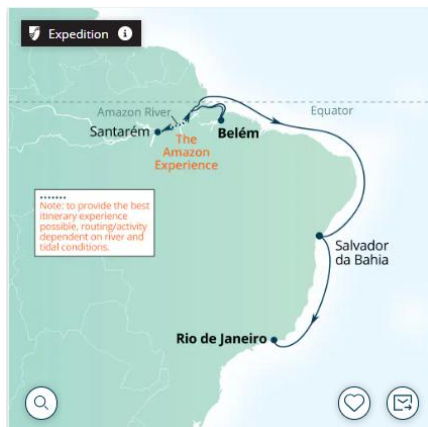 Expedition
Amazon River
Equator
Santarém
Belém
The
Amazon
Experience
Note: to provide the best
itinerary experience
possible, routing/activity
dependent on river and
tidal conditions.
Salvador
da Bahia
Rio de Janeiro